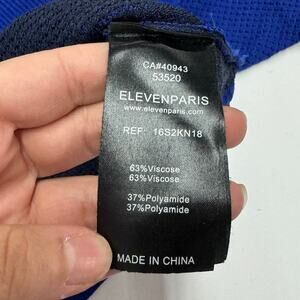 CA#40943
53520
ELEVENPARIS
www.elevenparis.com
REF: 16S2KN18
63%Viscose
63%Viscose
37%Polyamide
37%Polyamide
MADE IN CHINA